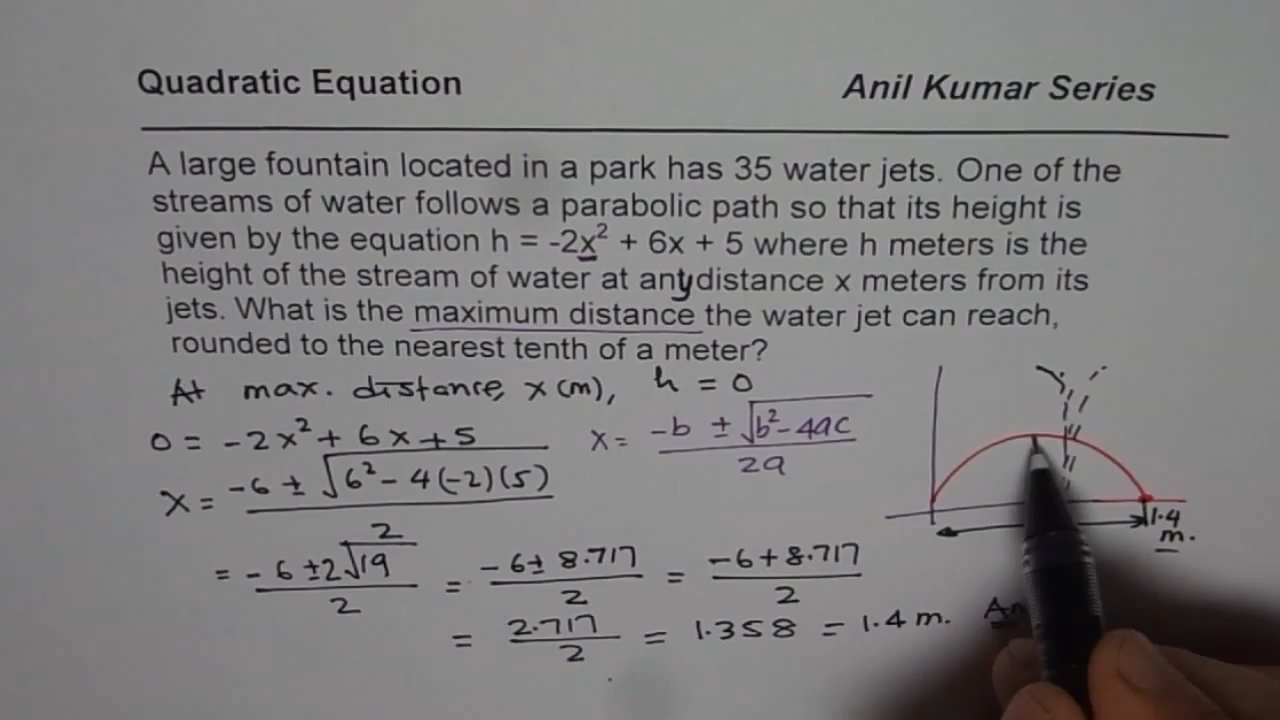 Quadratic Equation Anil Kumar Series
A large fountain located in a park has 35 water jets. One of the
streams of water follows a parabolic path so that its height is
given by the equation h = -2x² + 6x + 5 where h meters is the
height of the stream of water at any distance x meters from its
jets. What is the maximum distance the water jet can reach,
rounded to the nearest tenth of a meter?
At max. distance, x(m), h = 0
0 = -2x² + 6x + 5 x = (-b ± √(b² - 4ac)) / 2a
x = (-6 ± √(6² - 4(-2)(5))) / 2
= (-6 ± 2√19) / 2 = (-6 ± 8.717) / 2 = (-6 + 8.717) / 2
= 2.717 / 2 = 1.358 = 1.4 m.
1.4
m.